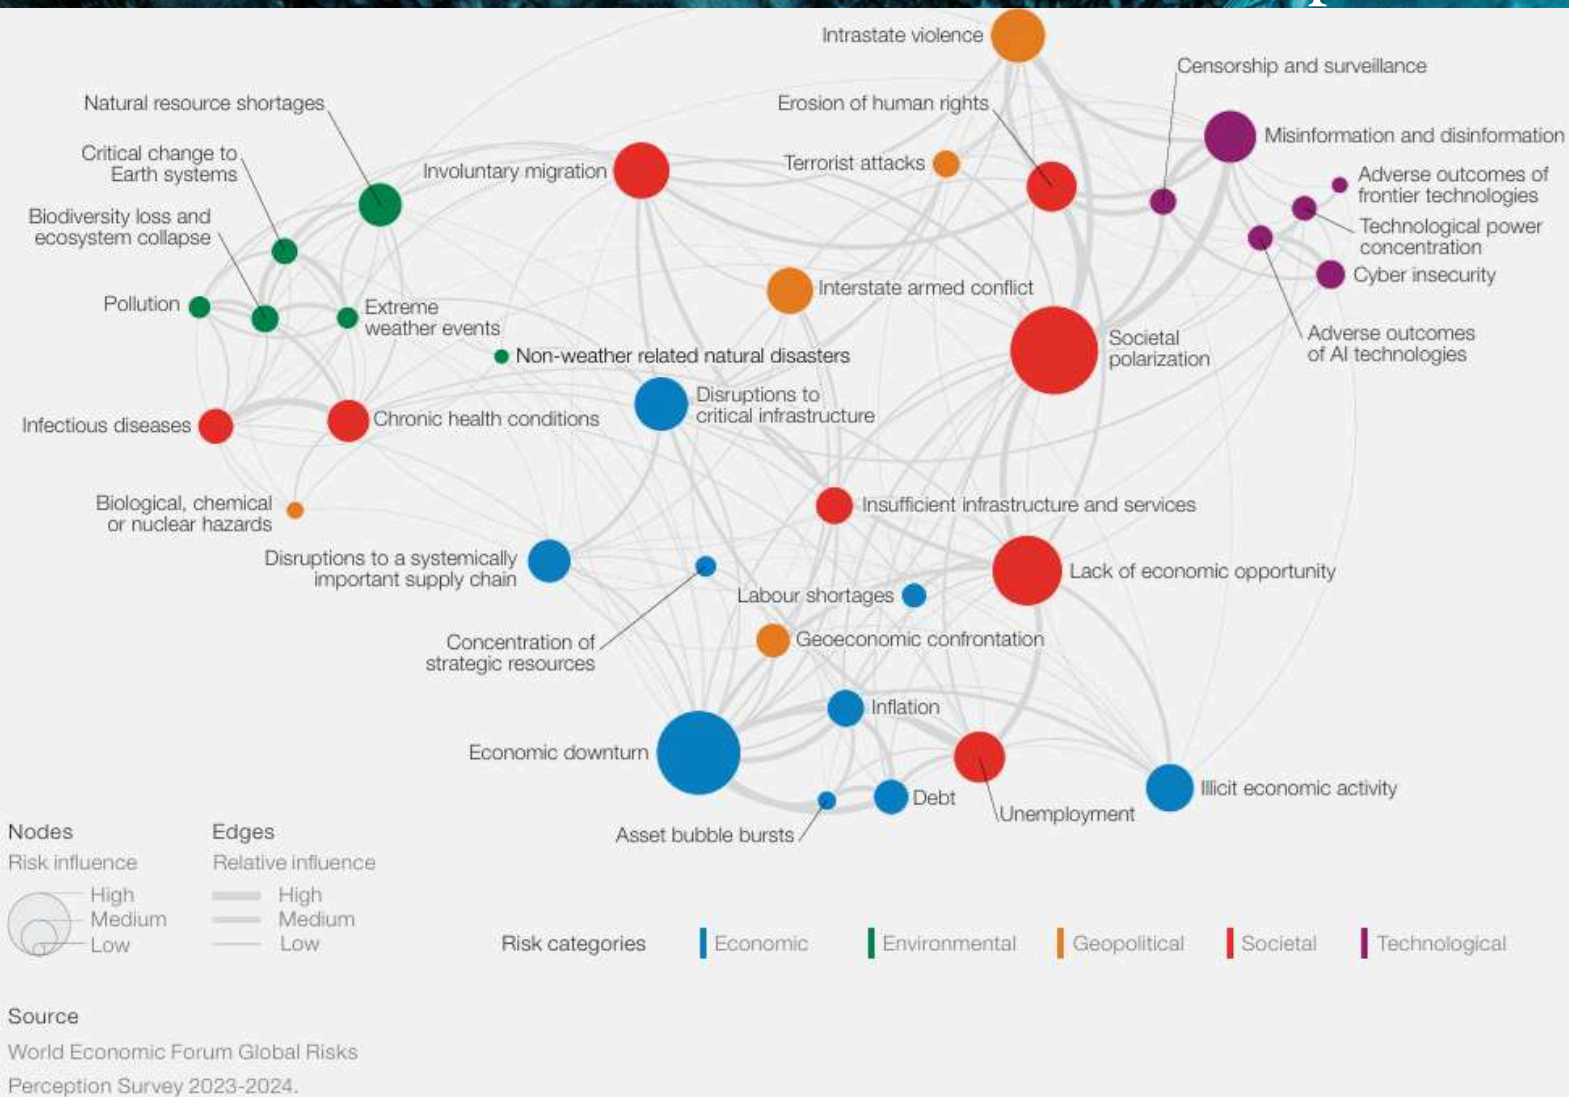 Intrastate violence
Censorship and surveillance
Natural resource shortages
Erosion of human rights
Misinformation and disinformation
Critical change to
Earth systems
Involuntary migration
Terrorist attacks
Adverse outcomes of
frontier technologies
Biodiversity loss and
ecosystem collapse
Technological power
concentration
Cyber insecurity
Pollution
Extreme
weather events
Interstate armed conflict
Societal
polarization
Adverse outcomes
of AI technologies
Non-weather related natural disasters
Disruptions to
critical infrastructure
Infectious diseases
Chronic health conditions
Biological, chemical
or nuclear hazards
Insufficient infrastructure and services
Disruptions to a systemically
important supply chain
Lack of economic opportunity
Labour shortages
Concentration of
strategic resources
Geoeconomic confrontation
Inflation
Economic downturn
Debt
Illicit economic activity
Unemployment
Asset bubble bursts
Nodes
Risk influence
High
Medium
Low
Edges
Relative influence
High
Medium
Low
Risk categories
Economic
Environmental
Geopolitical
Societal
Technological
Source
World Economic Forum Global Risks
Perception Survey 2023-2024.